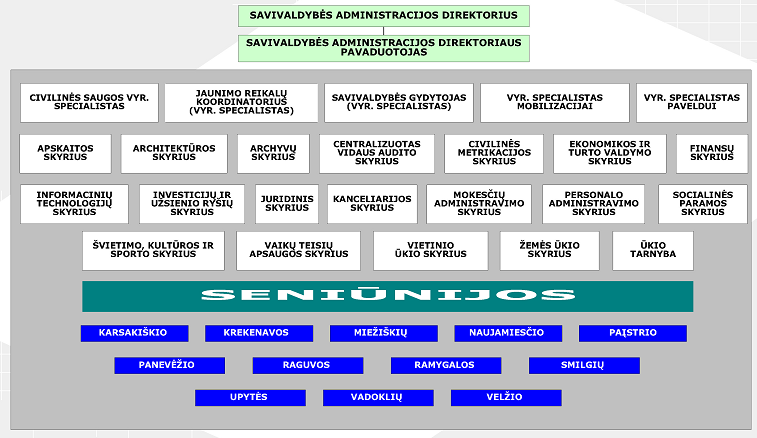 SAVIVALDYBĖS ADMINISTRACIJOS DIREKTORIUS
SAVIVALDYBĖS ADMINISTRACIJOS DIREKTORIAUS
PAVADUOTOJAS
CIVILINĖS SAUGOS VYR.
SPECIALISTAS
JAUNIMO REIKALŲ
KOORDINATORIUS
(VYR. SPECIALISTAS)
SAVIVALDYBĖS GYDYTOJAS
(VYR. SPECIALISTAS)
VYR. SPECIALISTAS
MOBILIZACIJAI
VYR. SPECIALISTAS
PAVELDUI
APSKAITOS
SKYRIUS
ARCHITEKTŪROS
SKYRIUS
ARCHYVŲ
SKYRIUS
CENTRALIZUOTAS
VIDAUS AUDITO
SKYRIUS
CIVILINĖS
METRIKACIJOS
SKYRIUS
EKONOMIKOS IR
TURTO VALDYMO
SKYRIUS
FINANSŲ
SKYRIUS
INFORMACINIŲ
TECHNOLOGIJŲ
SKYRIUS
INVESTICIJŲ IR
UŽSIENIO RYŠIŲ
SKYRIUS
JURIDINIS
SKYRIUS
KANCELIARIJOS
SKYRIUS
MOKESČIŲ
ADMINISTRAVIMO
SKYRIUS
PERSONALO
ADMINISTRAVIMO
SKYRIUS
SOCIALINĖS
PARAMOS
SKYRIUS
ŠVIETIMO, KULTŪROS IR
SPORTO SKYRIUS
VAIKŲ TEISIŲ
APSAUGOS SKYRIUS
VIETINIO
ŪKIO SKYRIUS
ŽEMĖS ŪKIO
SKYRIUS
ŪKIO
TARNYBA
SENIŪNIJOS
KARSAKIŠKIO
KREKENAVOS
MIEŽIŠKIŲ
NAUJAMIESČIO
PAĮSTRIO
PANEVĖŽIO
RAGUVOS
RAMYGALOS
SMILGIŲ
UPYTĖS
VADOKLIŲ
VELŽIO